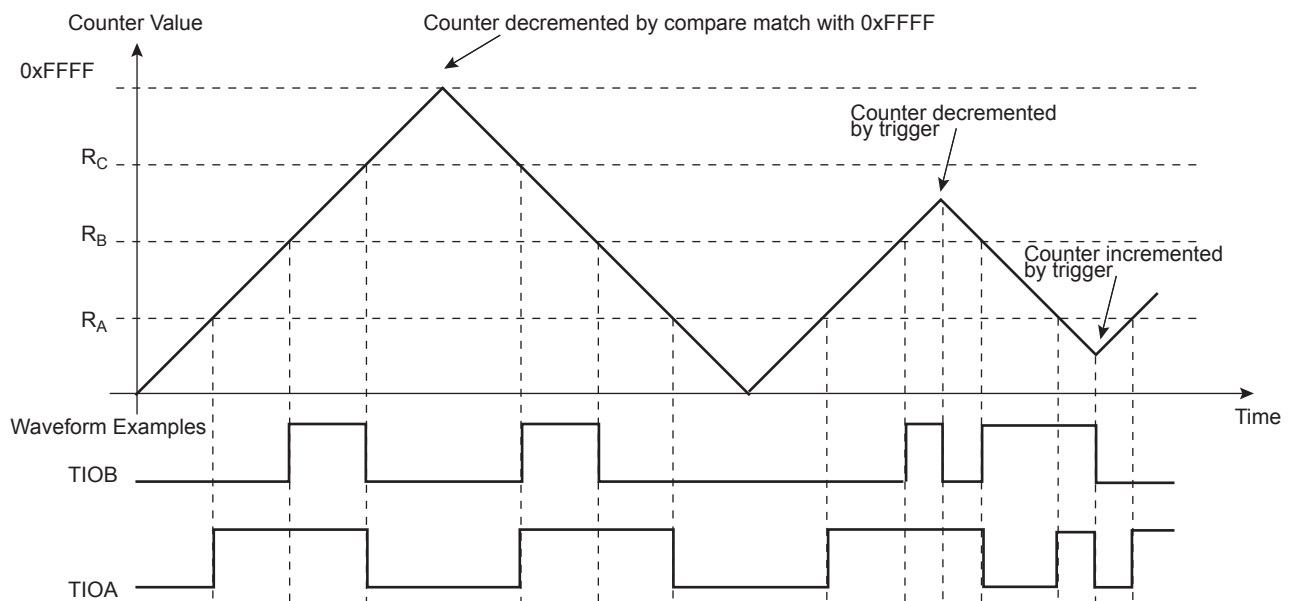 Counter Value
Counter decremented by compare match with 0xFFFF
0xFFFF
Counter decremented
by trigger
RC
RB
Counter incremented
by trigger
RA
Time
Waveform Examples
TIOB
TIOA